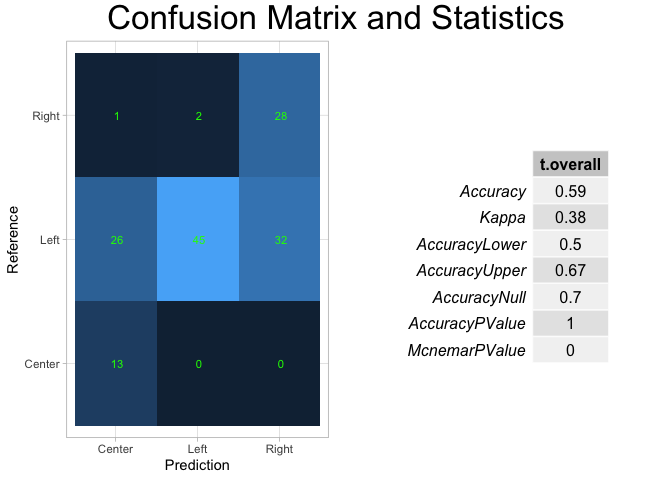 Confusion Matrix and Statistics
Right
1 2 28
Left
26 32
Center
13 0 0
Center Left Right
Prediction
Reference
t.overall
Accuracy 0.59
Kappa 0.38
AccuracyLower 0.5
AccuracyUpper 0.67
AccuracyNull 0.7
AccuracyPValue 1
McnemarPValue 0